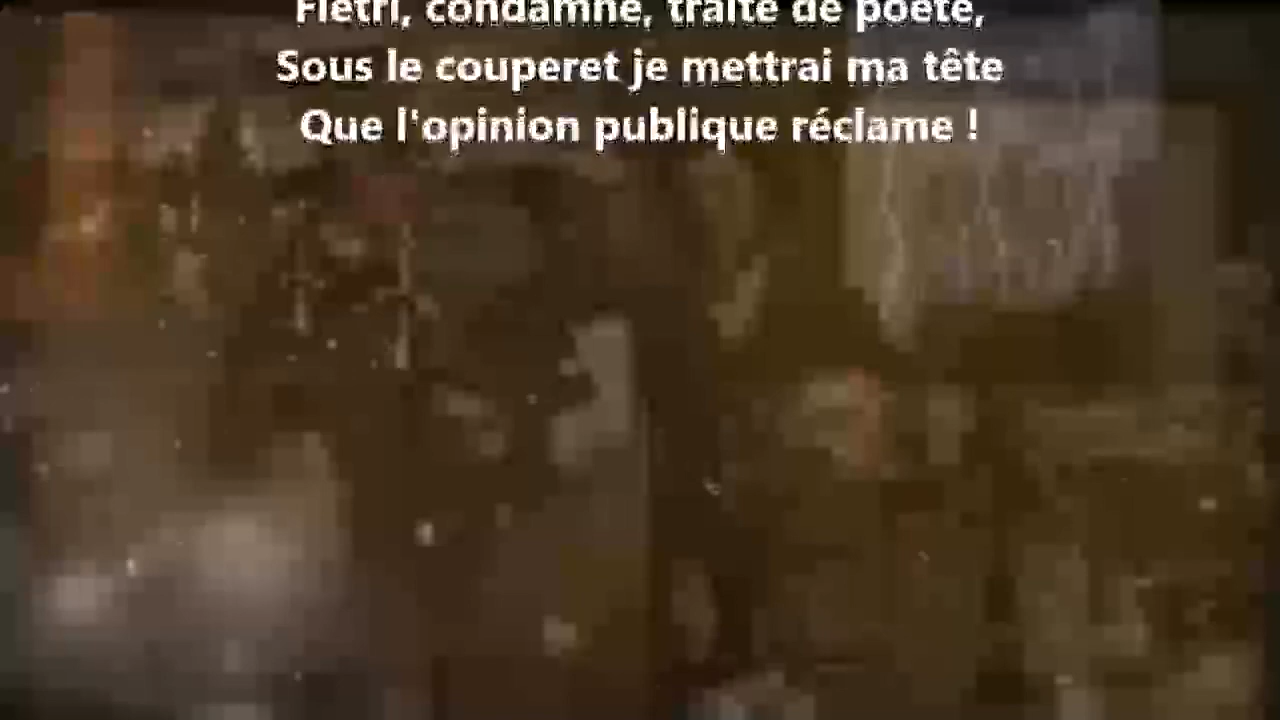 Flétri, condamné, traité de poète,
Sous le couperet je mettrai ma tête
Que l'opinion publique réclame !